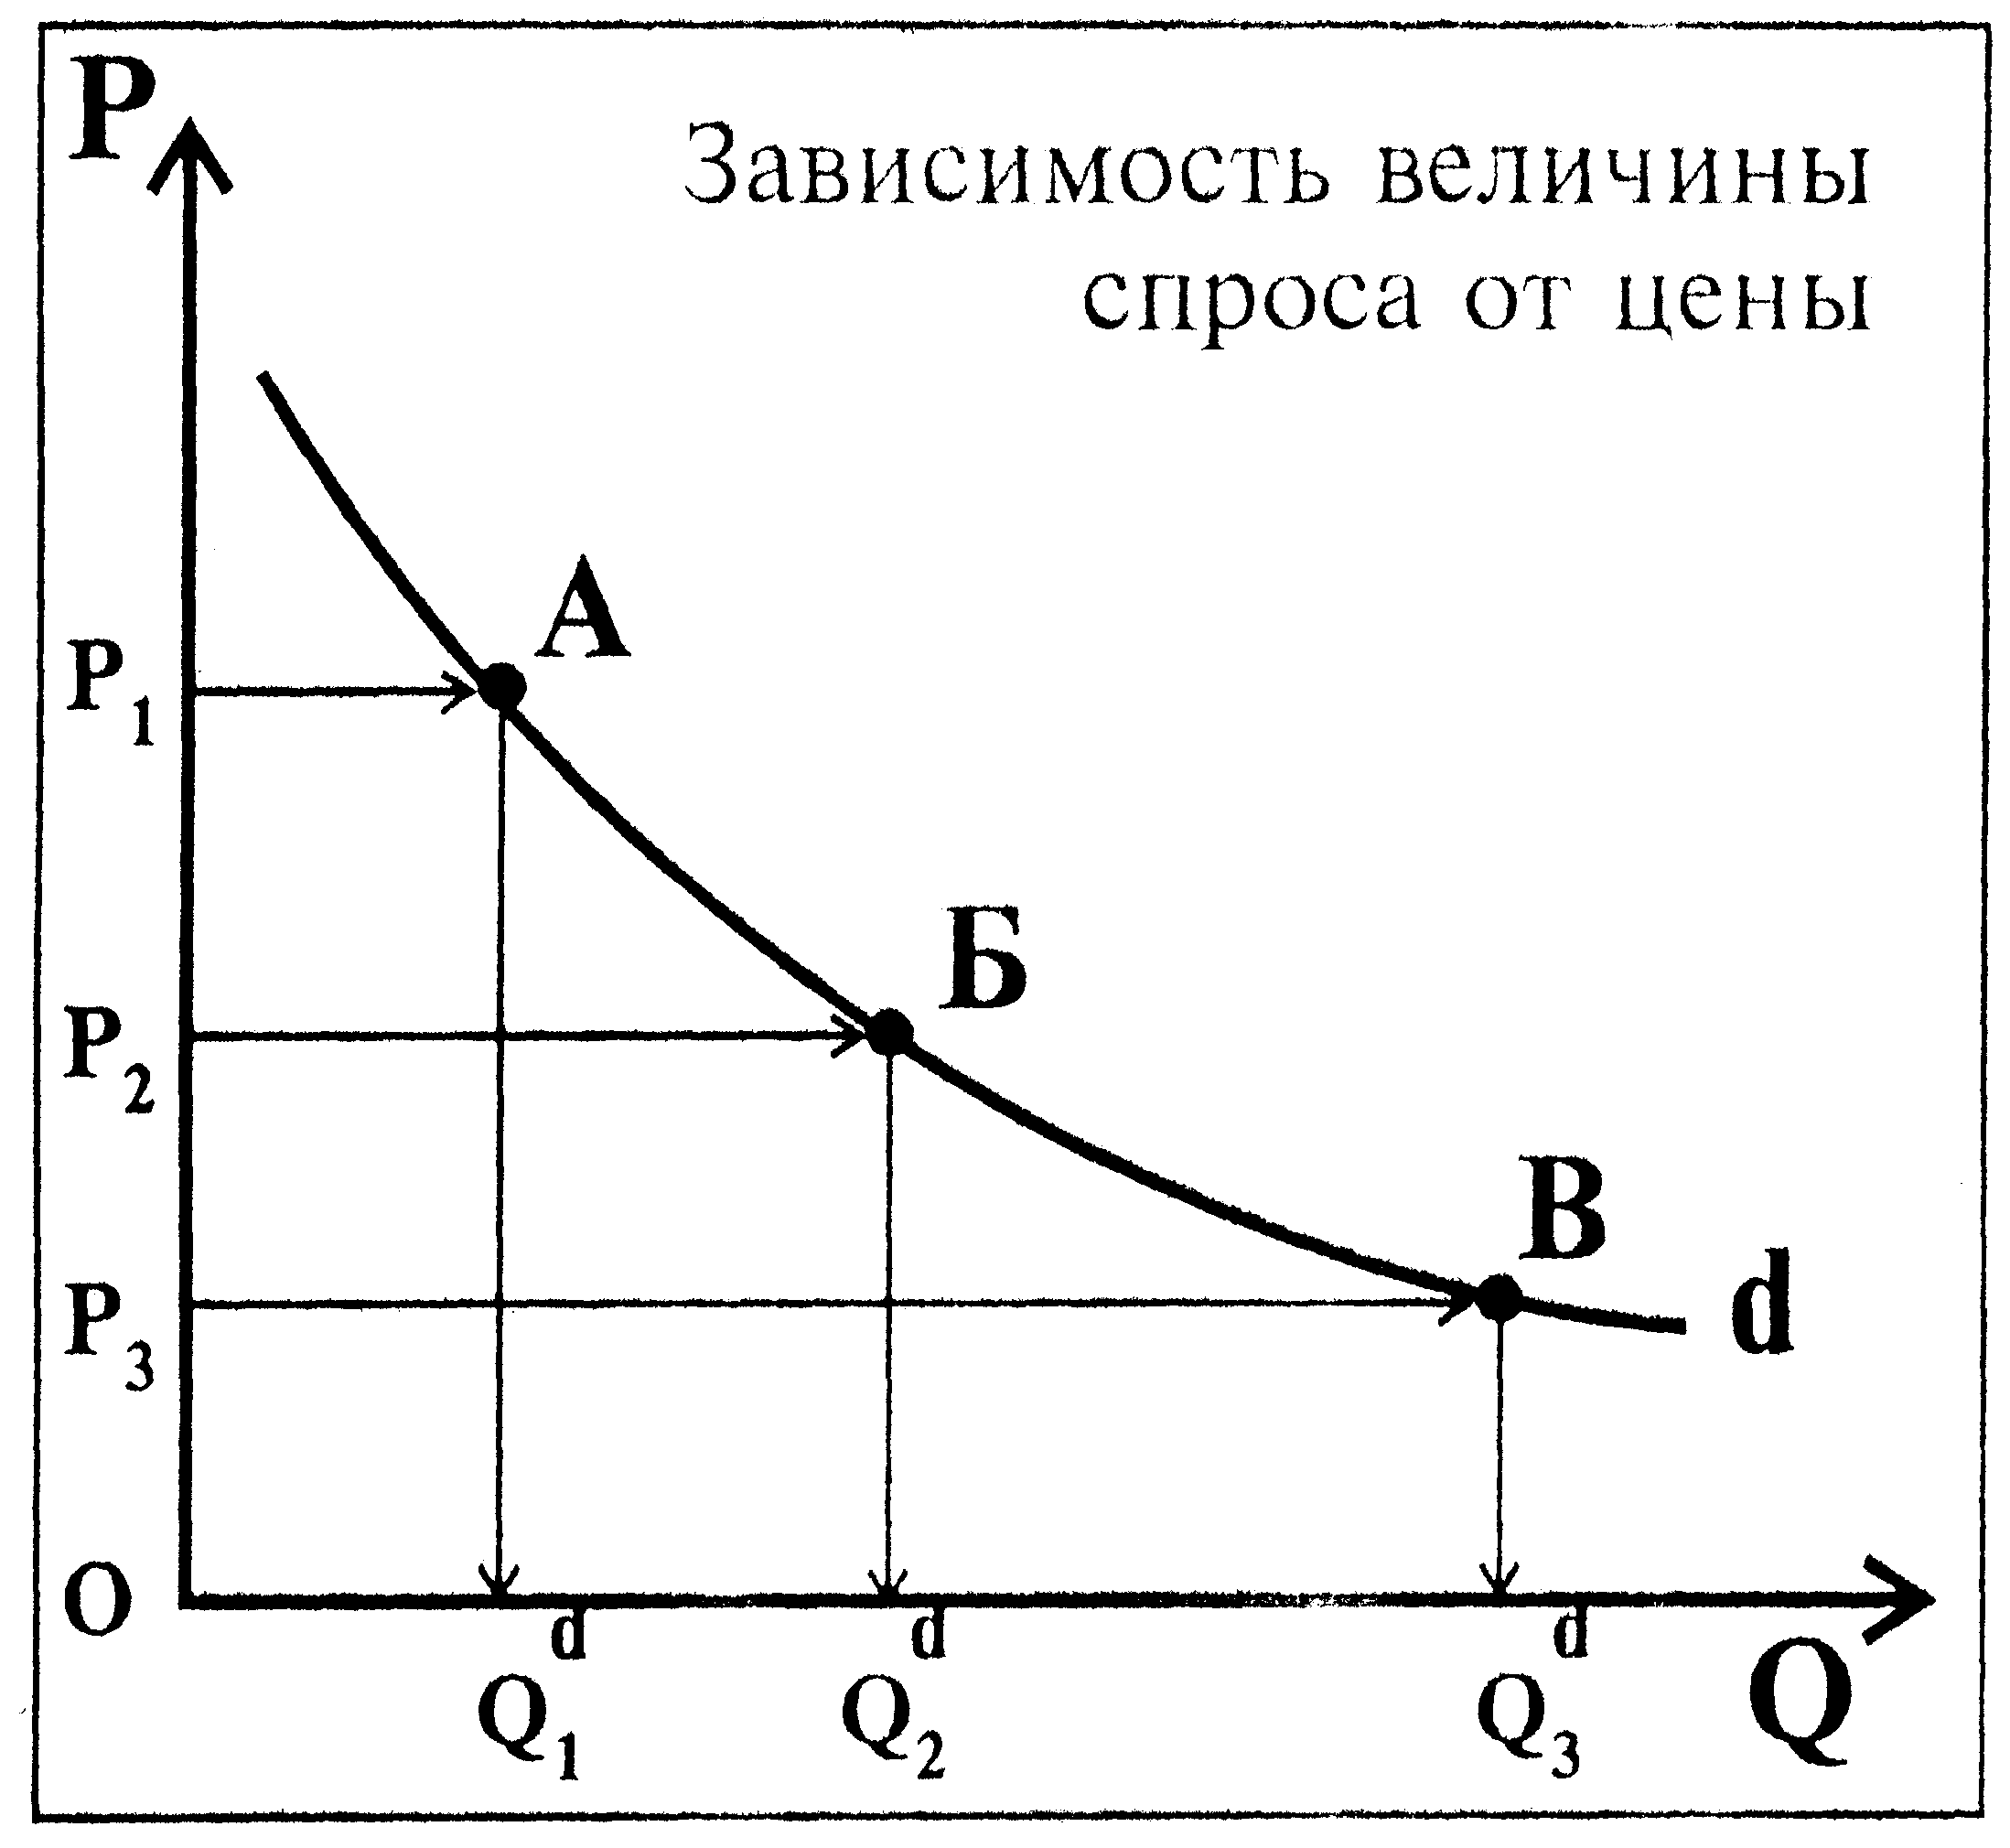 P
Зависимость величины
спроса от цены
А
P1
Б
P2
В
P3
d
O
Q1d
Q2d
Q3d
Q